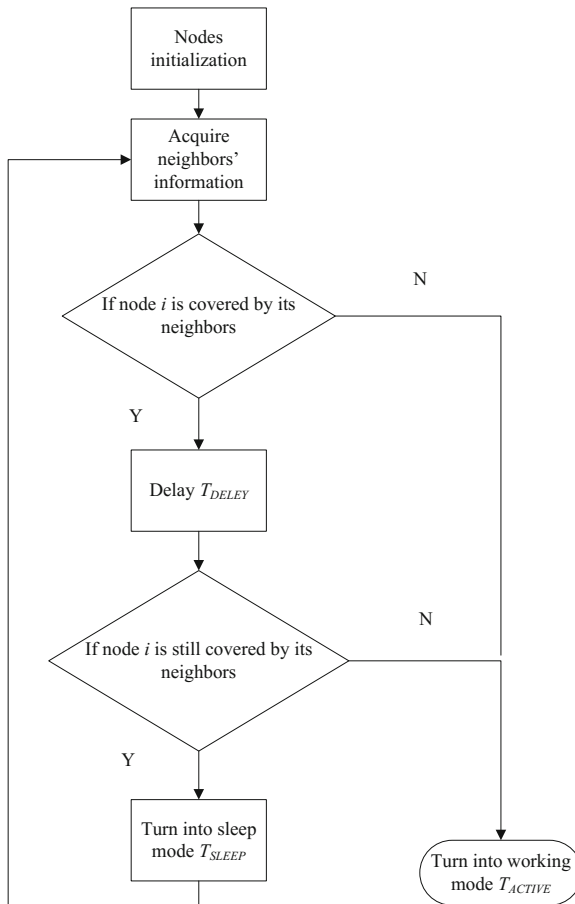 Nodes
initialization
Acquire
neighbors’
information
If node i is covered by its
neighbors
N
Y
Delay T_DELEY
If node i is still covered by its
neighbors
N
Y
Turn into sleep
mode T_SLEEP
Turn into working
mode T_ACTIVE